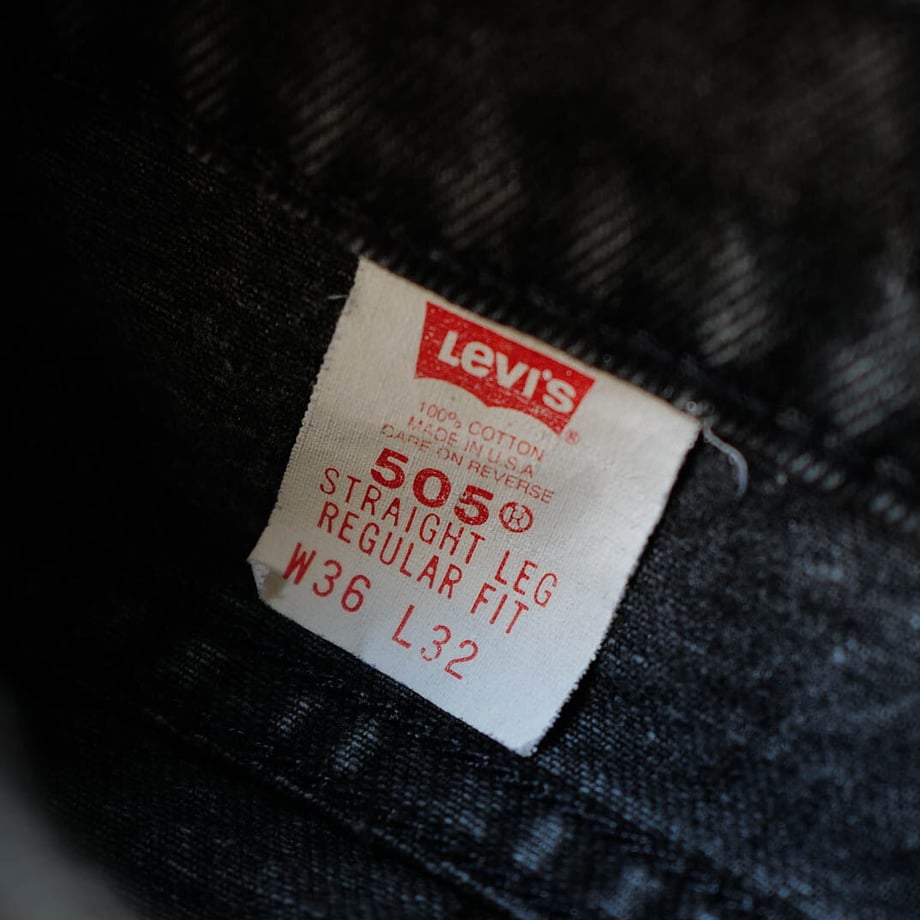 Levi's®
100% COTTON
MADE IN U.S.A
CARE ON REVERSE
505®
STRAIGHT LEG
REGULAR FIT
W36 L32